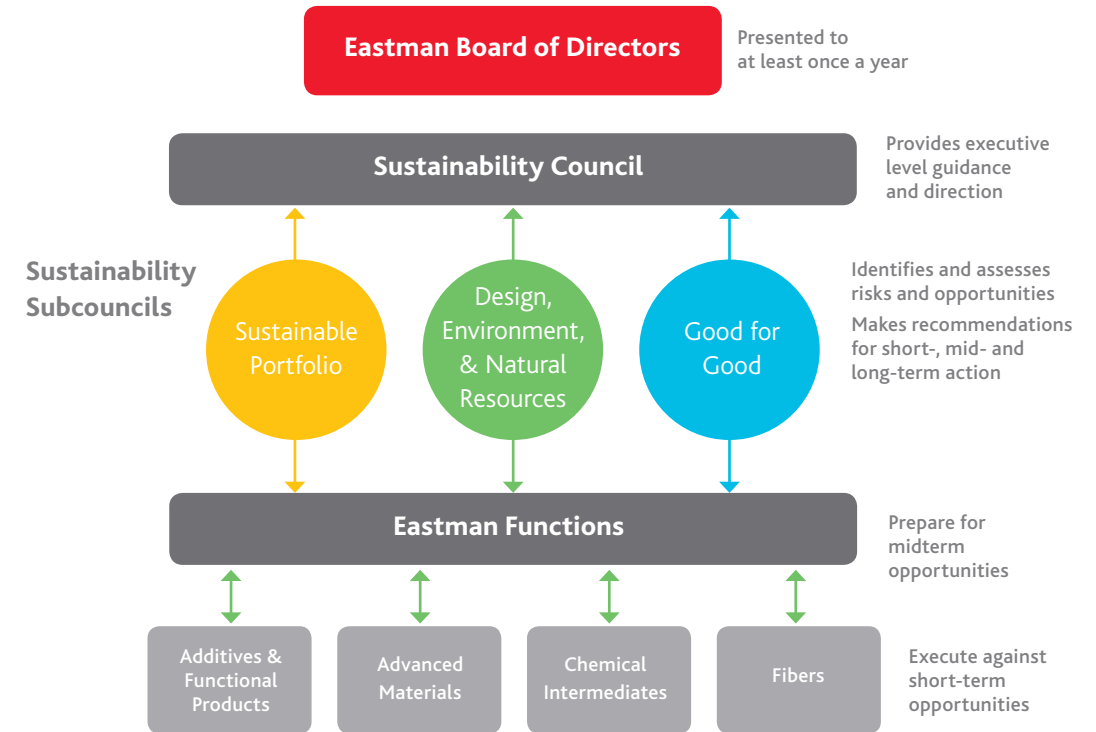 Eastman Board of Directors
Presented to
at least once a year
Sustainability Council
Provides executive
level guidance
and direction
Sustainability
Subcouncils
Sustainable
Portfolio
Design,
Environment,
& Natural
Resources
Good for
Good
Identifies and assesses
risks and opportunities
Makes recommendations
for short-, mid- and
long-term action
Eastman Functions
Prepare for
midterm
opportunities
Additives &
Functional
Products
Advanced
Materials
Chemical
Intermediates
Fibers
Execute against
short-term
opportunities